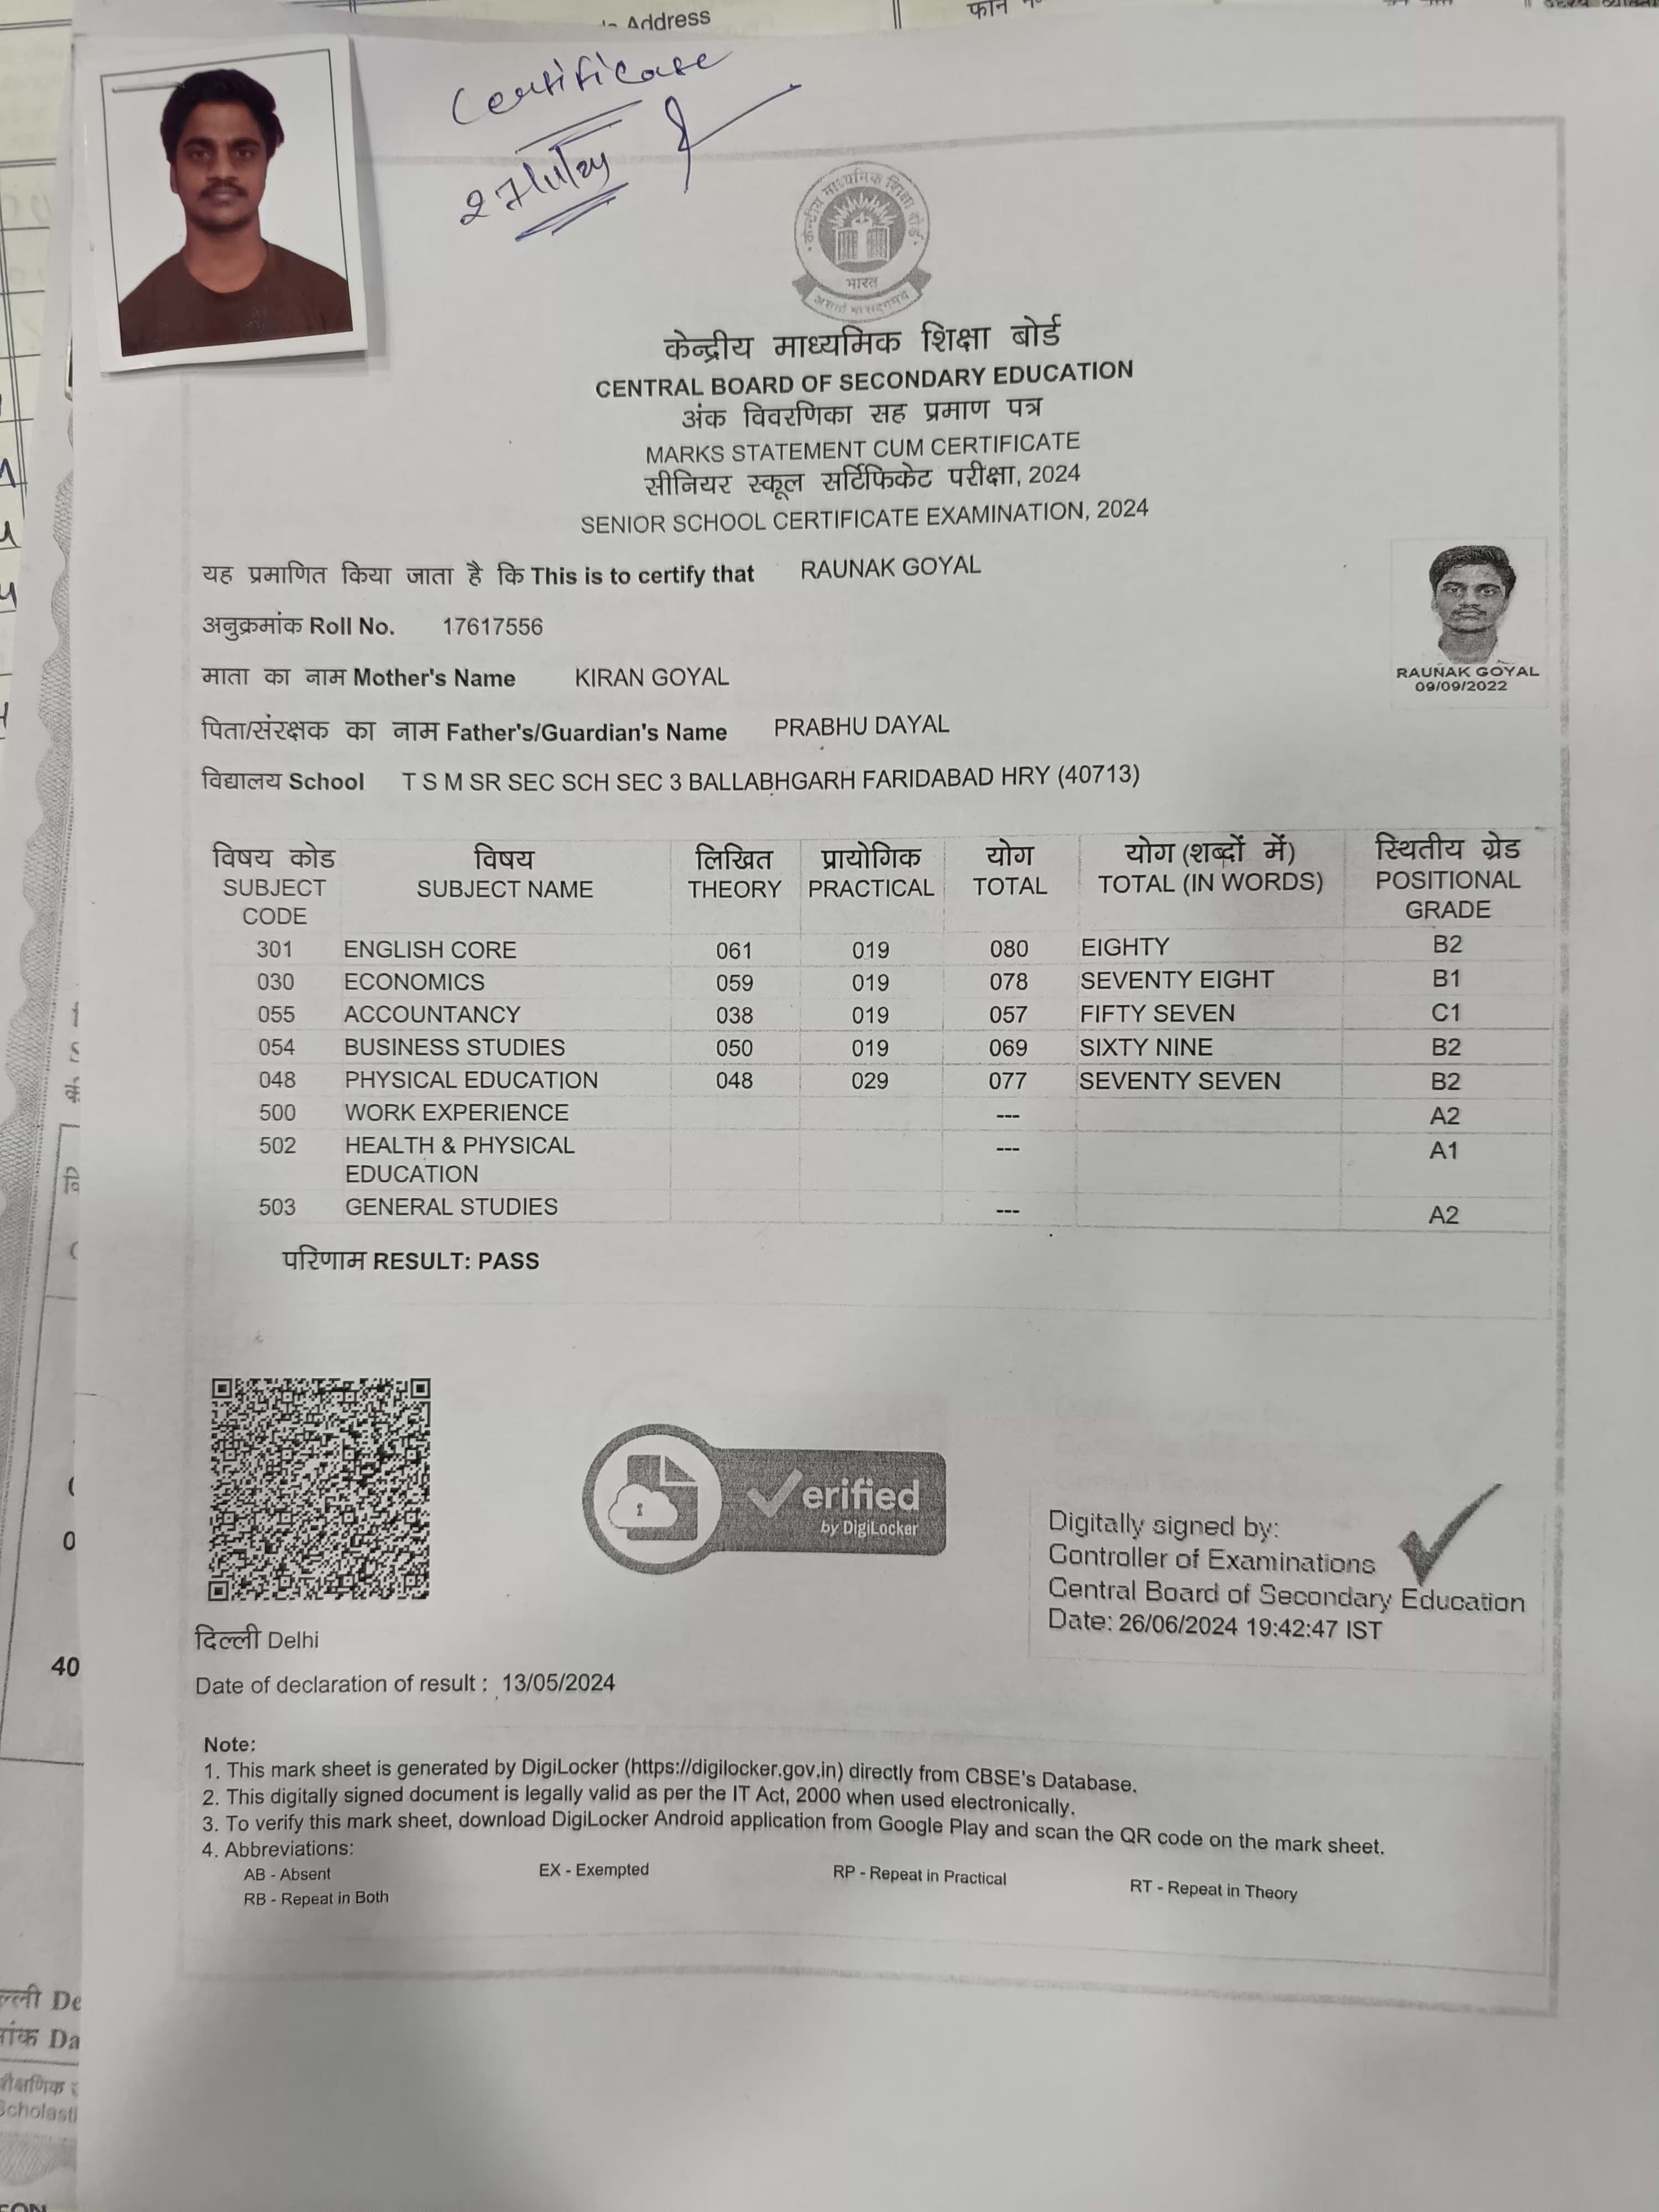 Address
फोन
Certificate
27/11/24
केन्द्रीय माध्यमिक शिक्षा बोर्ड
भारत
असतो मा सद्गमय
केन्द्रीय माध्यमिक शिक्षा बोर्ड
CENTRAL BOARD OF SECONDARY EDUCATION
अंक विवरणिका सह प्रमाण पत्र
MARKS STATEMENT CUM CERTIFICATE
सीनियर स्कूल सर्टिफिकेट परीक्षा, 2024
SENIOR SCHOOL CERTIFICATE EXAMINATION, 2024
यह प्रमाणित किया जाता है कि This is to certify that RAUNAK GOYAL
अनुक्रमांक Roll No. 17617556
माता का नाम Mother's Name KIRAN GOYAL
RAUNAK GOYAL
09/09/2022
पिता/संरक्षक का नाम Father's/Guardian's Name PRABHU DAYAL
विद्यालय School T S M SR SEC SCH SEC 3 BALLABHGARH FARIDABAD HRY (40713)
विषय कोड विषय लिखित प्रायोगिक योग योग (शब्दों में) स्थितीय ग्रेड
SUBJECT SUBJECT NAME THEORY PRACTICAL TOTAL TOTAL (IN WORDS) POSITIONAL
CODE GRADE
301 ENGLISH CORE 061 019 080 EIGHTY B2
030 ECONOMICS 059 019 078 SEVENTY EIGHT B1
055 ACCOUNTANCY 038 019 057 FIFTY SEVEN C1
054 BUSINESS STUDIES 050 019 069 SIXTY NINE B2
048 PHYSICAL EDUCATION 048 029 077 SEVENTY SEVEN B2
500 WORK EXPERIENCE --- A2
502 HEALTH & PHYSICAL --- A1
EDUCATION
503 GENERAL STUDIES --- A2
परिणाम RESULT: PASS
erified
by DigiLocker
Digitally signed by:
Controller of Examinations
Central Board of Secondary Education
Date: 26/06/2024 19:42:47 IST
दिल्ली Delhi
40
Date of declaration of result : 13/05/2024
Note:
1. This mark sheet is generated by DigiLocker (https://digilocker.gov.in) directly from CBSE's Database.
2. This digitally signed document is legally valid as per the IT Act, 2000 when used electronically.
3. To verify this mark sheet, download DigiLocker Android application from Google Play and scan the QR code on the mark sheet.
4. Abbreviations:
AB - Absent EX - Exempted RP - Repeat in Practical RT - Repeat in Theory
RB - Repeat in Both